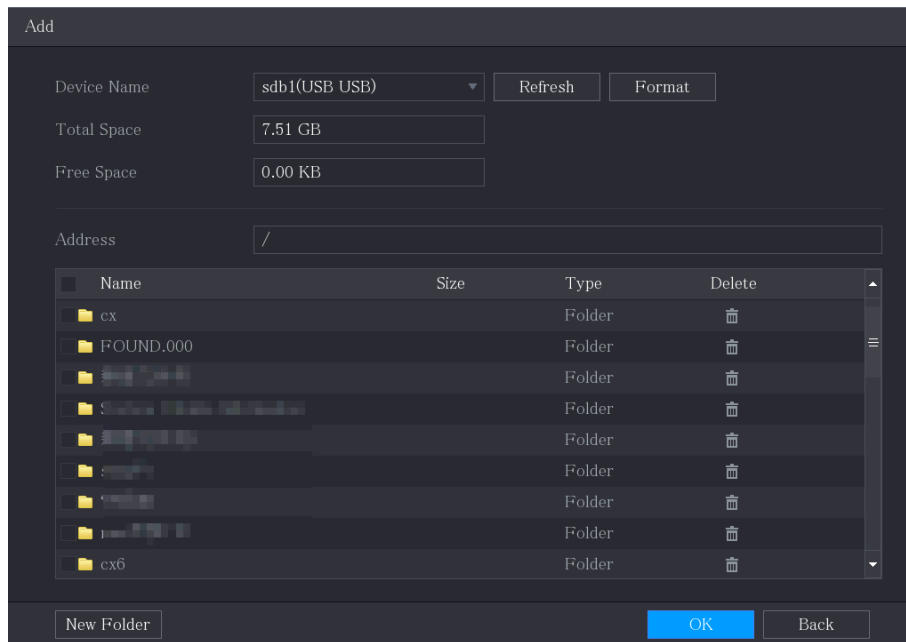 Add
Device Name sdb1(USB USB) Refresh Format
Total Space 7.51 GB
Free Space 0.00 KB
Address /
Name Size Type Delete
cx Folder
FOUND.000 Folder
Folder
Folder
Folder
Folder
Folder
Folder
cx6 Folder
New Folder OK Back